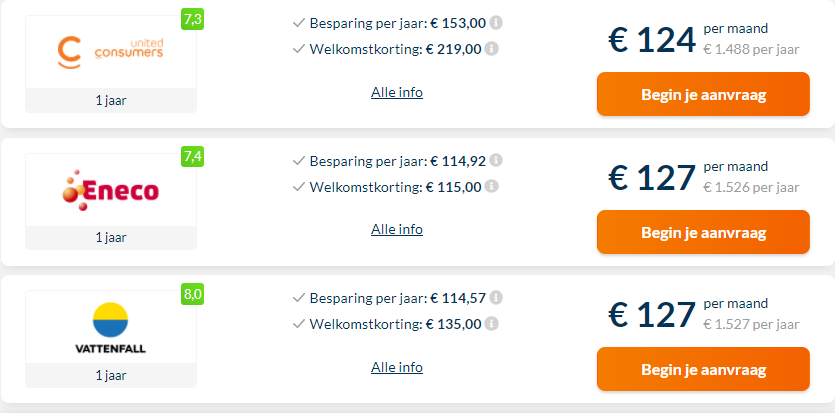 7,3
united
consumers
1 jaar
Besparing per jaar: € 153,00
Welkomstkorting: € 219,00
Alle info
€ 124 per maand
€ 1.488 per jaar
Begin je aanvraag
7,4
Eneco
1 jaar
Besparing per jaar: € 114,92
Welkomstkorting: € 115,00
Alle info
€ 127 per maand
€ 1.526 per jaar
Begin je aanvraag
8,0
VATTENFALL
1 jaar
Besparing per jaar: € 114,57
Welkomstkorting: € 135,00
Alle info
€ 127 per maand
€ 1.527 per jaar
Begin je aanvraag